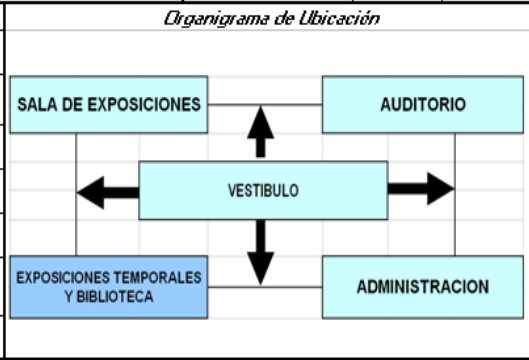 Organigrama de Ubicación
SALA DE EXPOSICIONES
AUDITORIO
VESTIBULO
EXPOSICIONES TEMPORALES
Y BIBLIOTECA
ADMINISTRACION